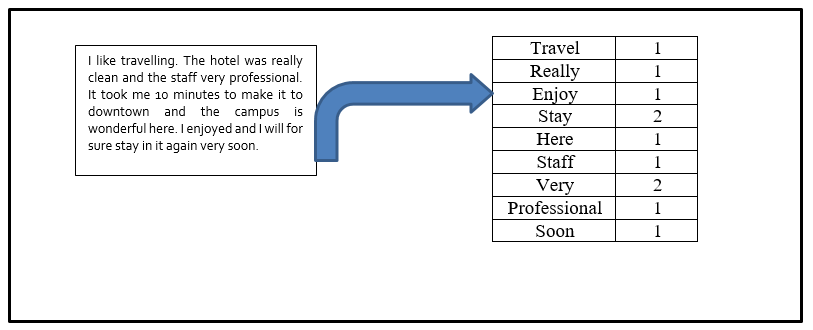 I like travelling. The hotel was really
clean and the staff very professional.
It took me 10 minutes to make it to
downtown and the campus is
wonderful here. I enjoyed and I will for
sure stay in it again very soon.
Travel 1
Really 1
Enjoy 1
Stay 2
Here 1
Staff 1
Very 2
Professional 1
Soon 1